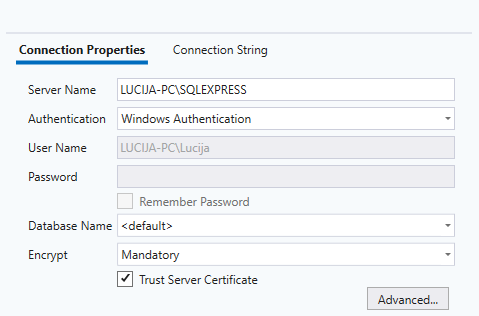 Connection Properties Connection String
Server Name LUCIJA-PC\SQLEXPRESS
Authentication Windows Authentication
User Name LUCIJA-PC\Lucija
Password
Remember Password
Database Name <default>
Encrypt Mandatory
Trust Server Certificate
Advanced...